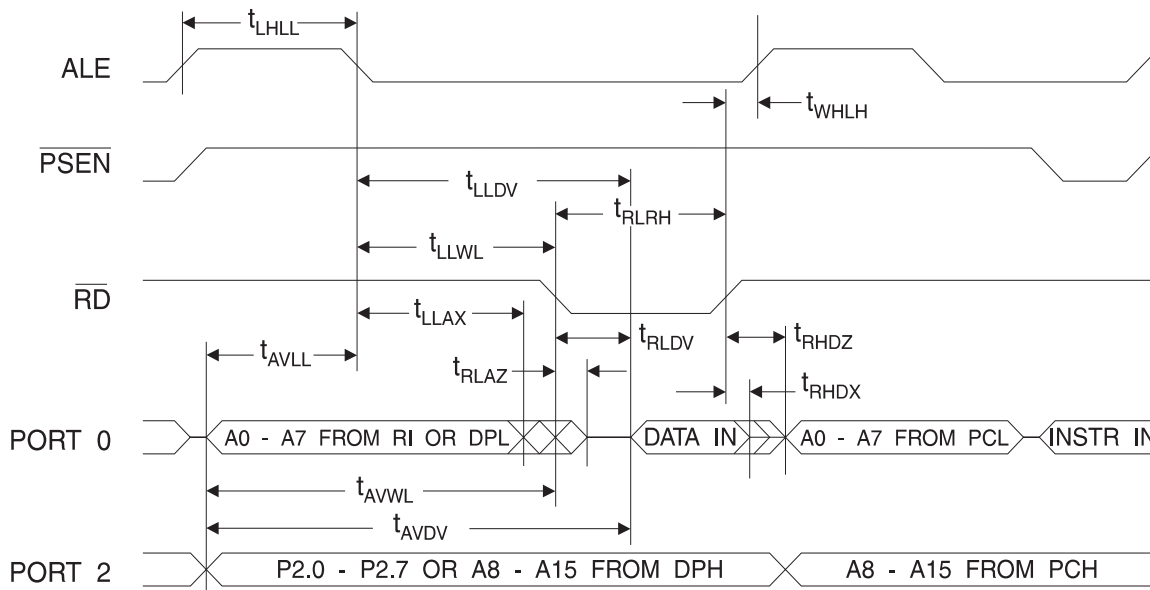 tLHLL
ALE
tWHLH
PSEN
tLLDV
tRLRH
tLLWL
RD
tLLAX
tRLDV
tRHDZ
tAVLL
tRLAZ
tRHDX
PORT 0
A0 - A7 FROM RI OR DPL
DATA IN
A0 - A7 FROM PCL
INSTR IN
tAVWL
tAVDV
PORT 2
P2.0 - P2.7 OR A8 - A15 FROM DPH
A8 - A15 FROM PCH